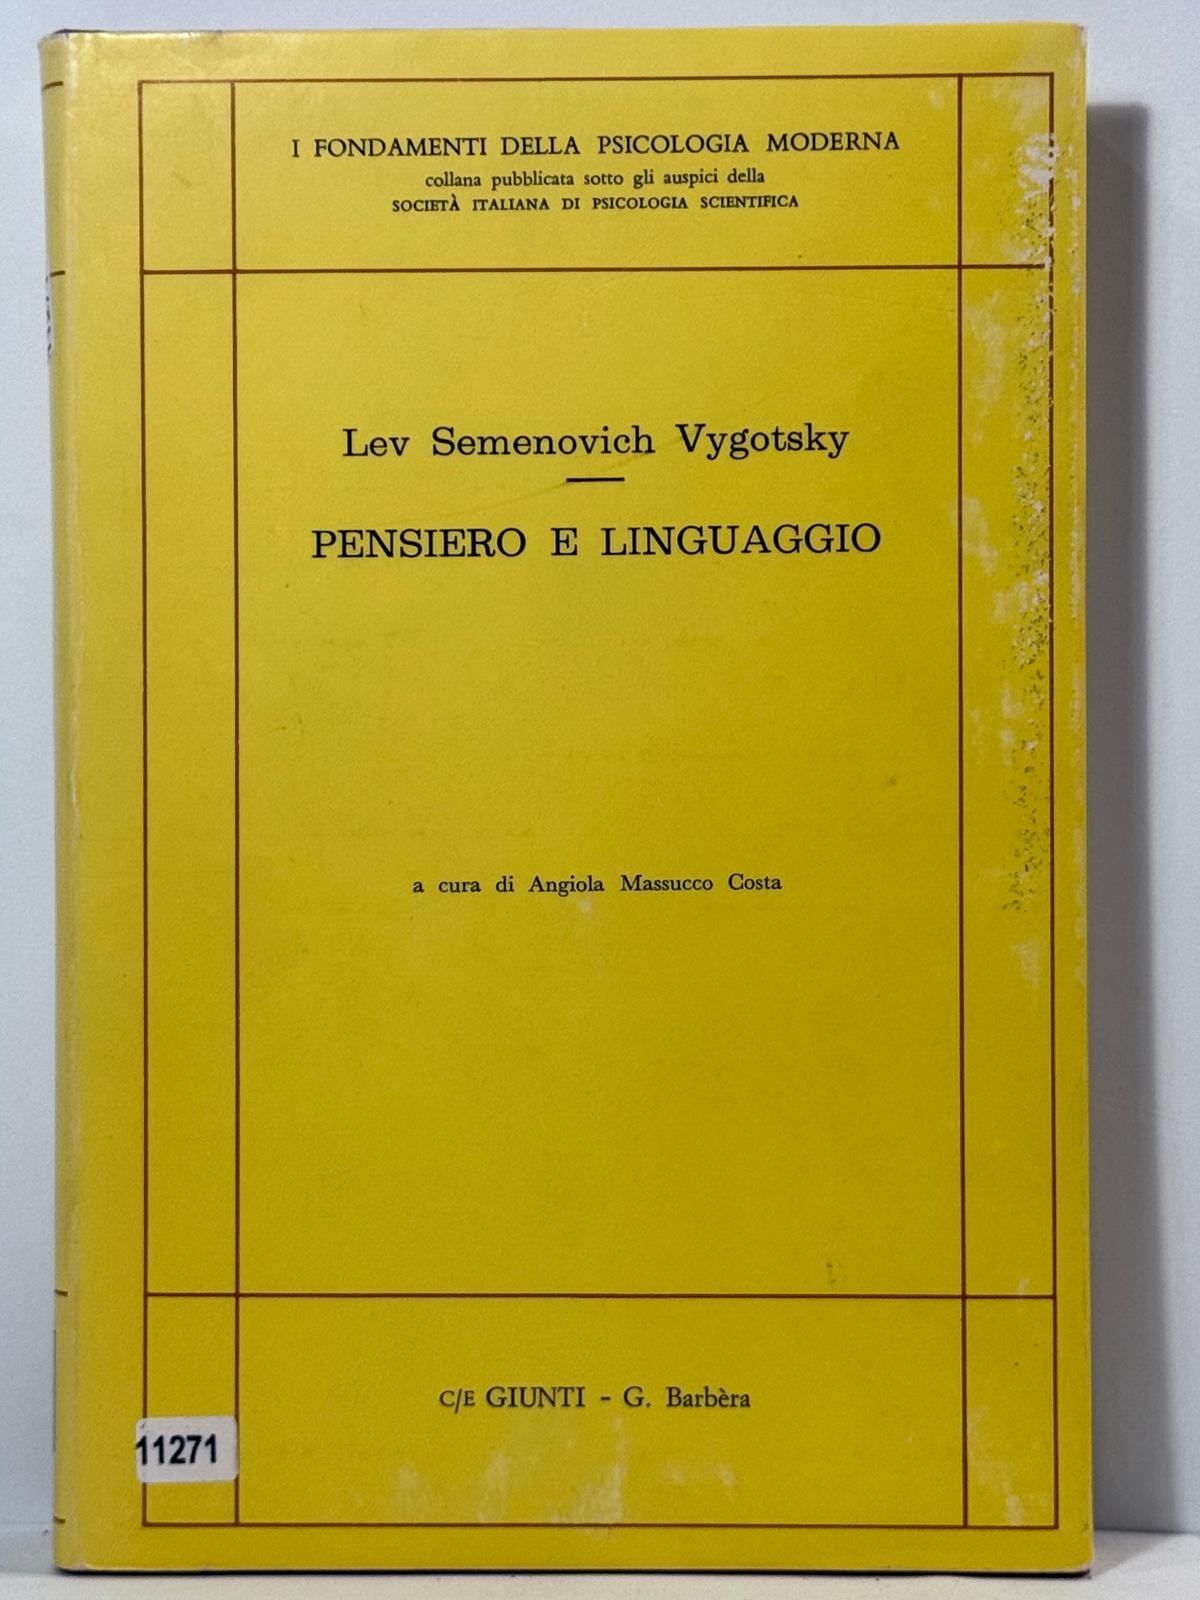 I FONDAMENTI DELLA PSICOLOGIA MODERNA
collana pubblicata sotto gli auspici della
SOCIETÀ ITALIANA DI PSICOLOGIA SCIENTIFICA
Lev Semenovich Vygotsky
PENSIERO E LINGUAGGIO
a cura di Angiola Massucco Costa
C/E GIUNTI - G. Barbèra
11271